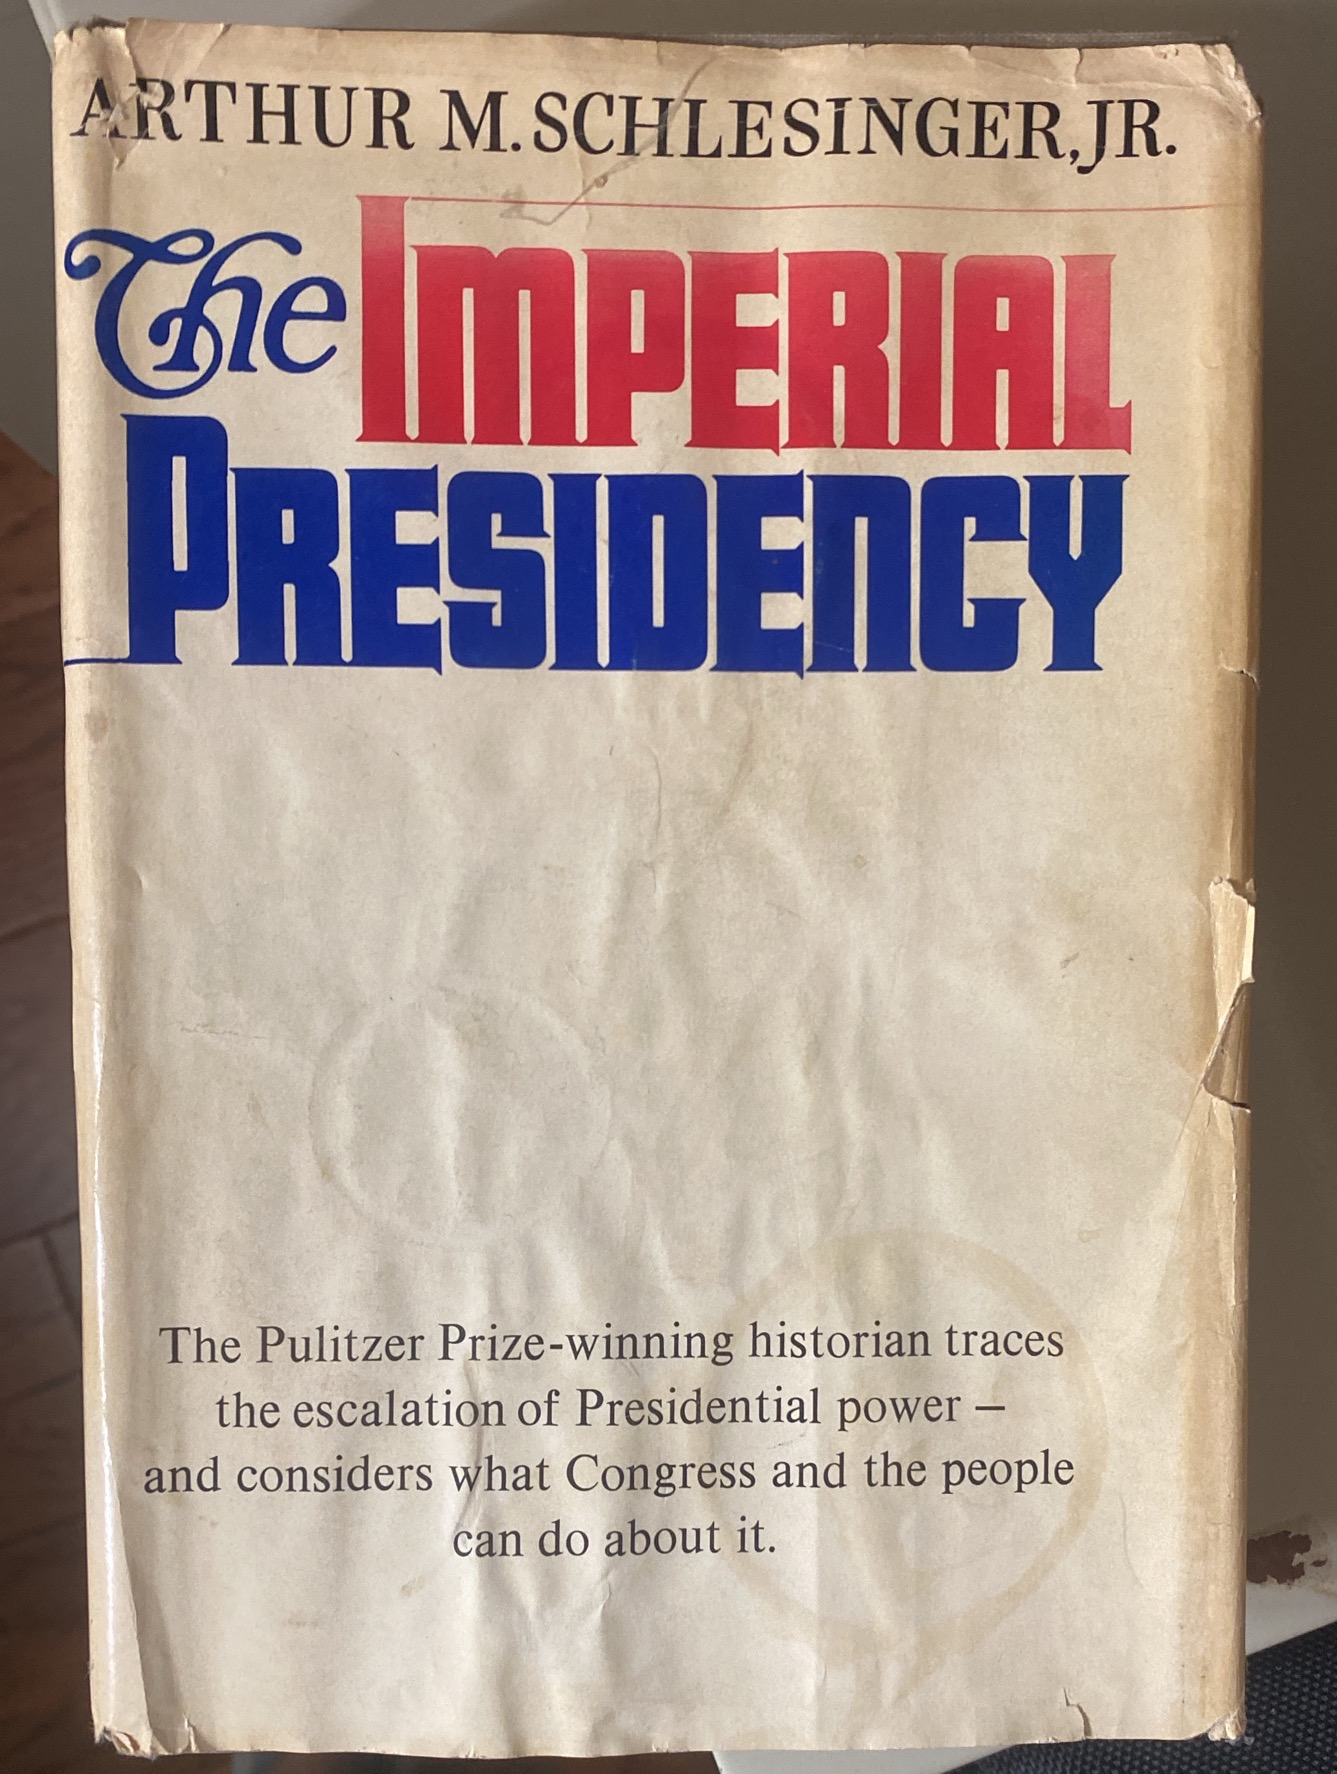 ARTHUR M. SCHLESINGER, JR.
The IMPERIAL
PRESIDENCY
The Pulitzer Prize-winning historian traces
the escalation of Presidential power –
and considers what Congress and the people
can do about it.